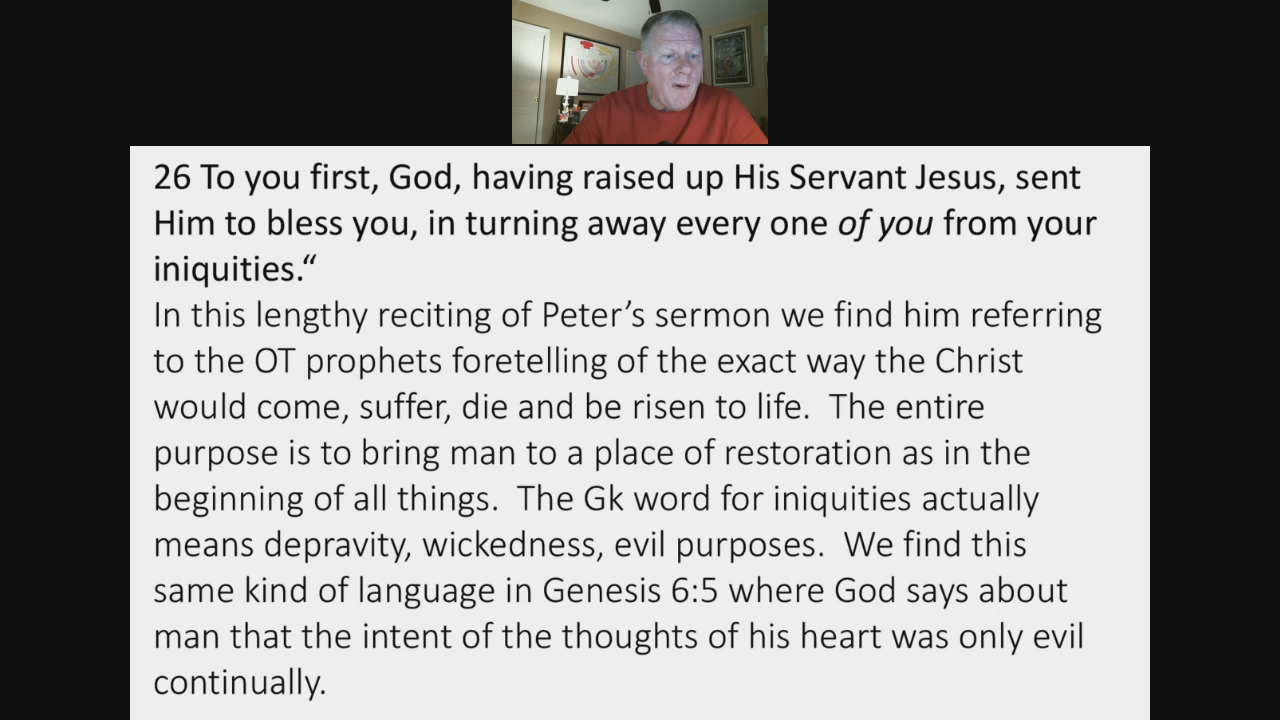 26 To you first, God, having raised up His Servant Jesus, sent
Him to bless you, in turning away every one of you from your
iniquities.“
In this lengthy reciting of Peter’s sermon we find him referring
to the OT prophets foretelling of the exact way the Christ
would come, suffer, die and be risen to life.  The entire
purpose is to bring man to a place of restoration as in the
beginning of all things.  The Gk word for iniquities actually
means depravity, wickedness, evil purposes.  We find this
same kind of language in Genesis 6:5 where God says about
man that the intent of the thoughts of his heart was only evil
continually.